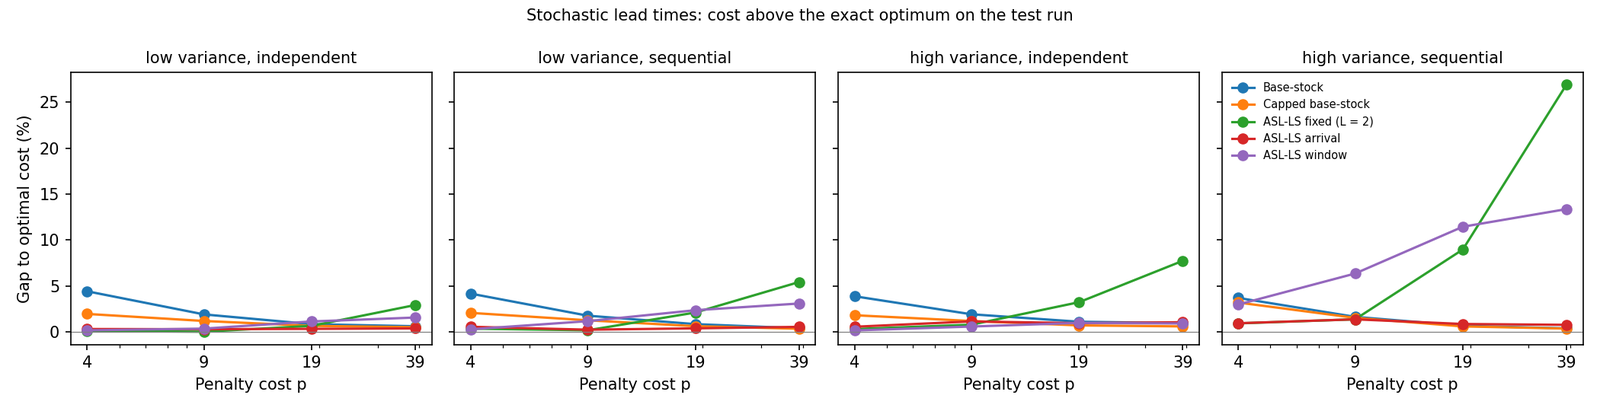 Stochastic lead times: cost above the exact optimum on the test run
low variance, independent
low variance, sequential
high variance, independent
high variance, sequential
Gap to optimal cost (%)
25
20
15
10
5
0
Base-stock
Capped base-stock
ASL-LS fixed (L = 2)
ASL-LS arrival
ASL-LS window
4 9 19 39
4 9 19 39
4 9 19 39
4 9 19 39
Penalty cost p
Penalty cost p
Penalty cost p
Penalty cost p